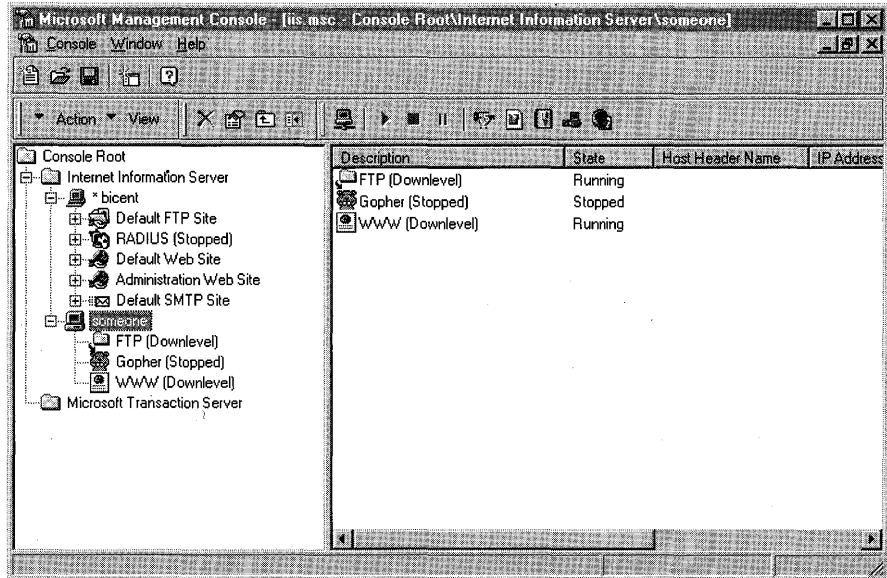 Microsoft Management Console - [iis.msc - Console Root\Internet Information Server\someone]
Console Window Help
Action View
Console Root
Internet Information Server
* bicent
Default FTP Site
RADIUS (Stopped)
Default Web Site
Administration Web Site
Default SMTP Site
someone
FTP (Downlevel)
Gopher (Stopped)
WWW (Downlevel)
Microsoft Transaction Server
Description State Host Header Name IP Address
FTP (Downlevel) Running
Gopher (Downlevel) Stopped
WWW (Downlevel) Running